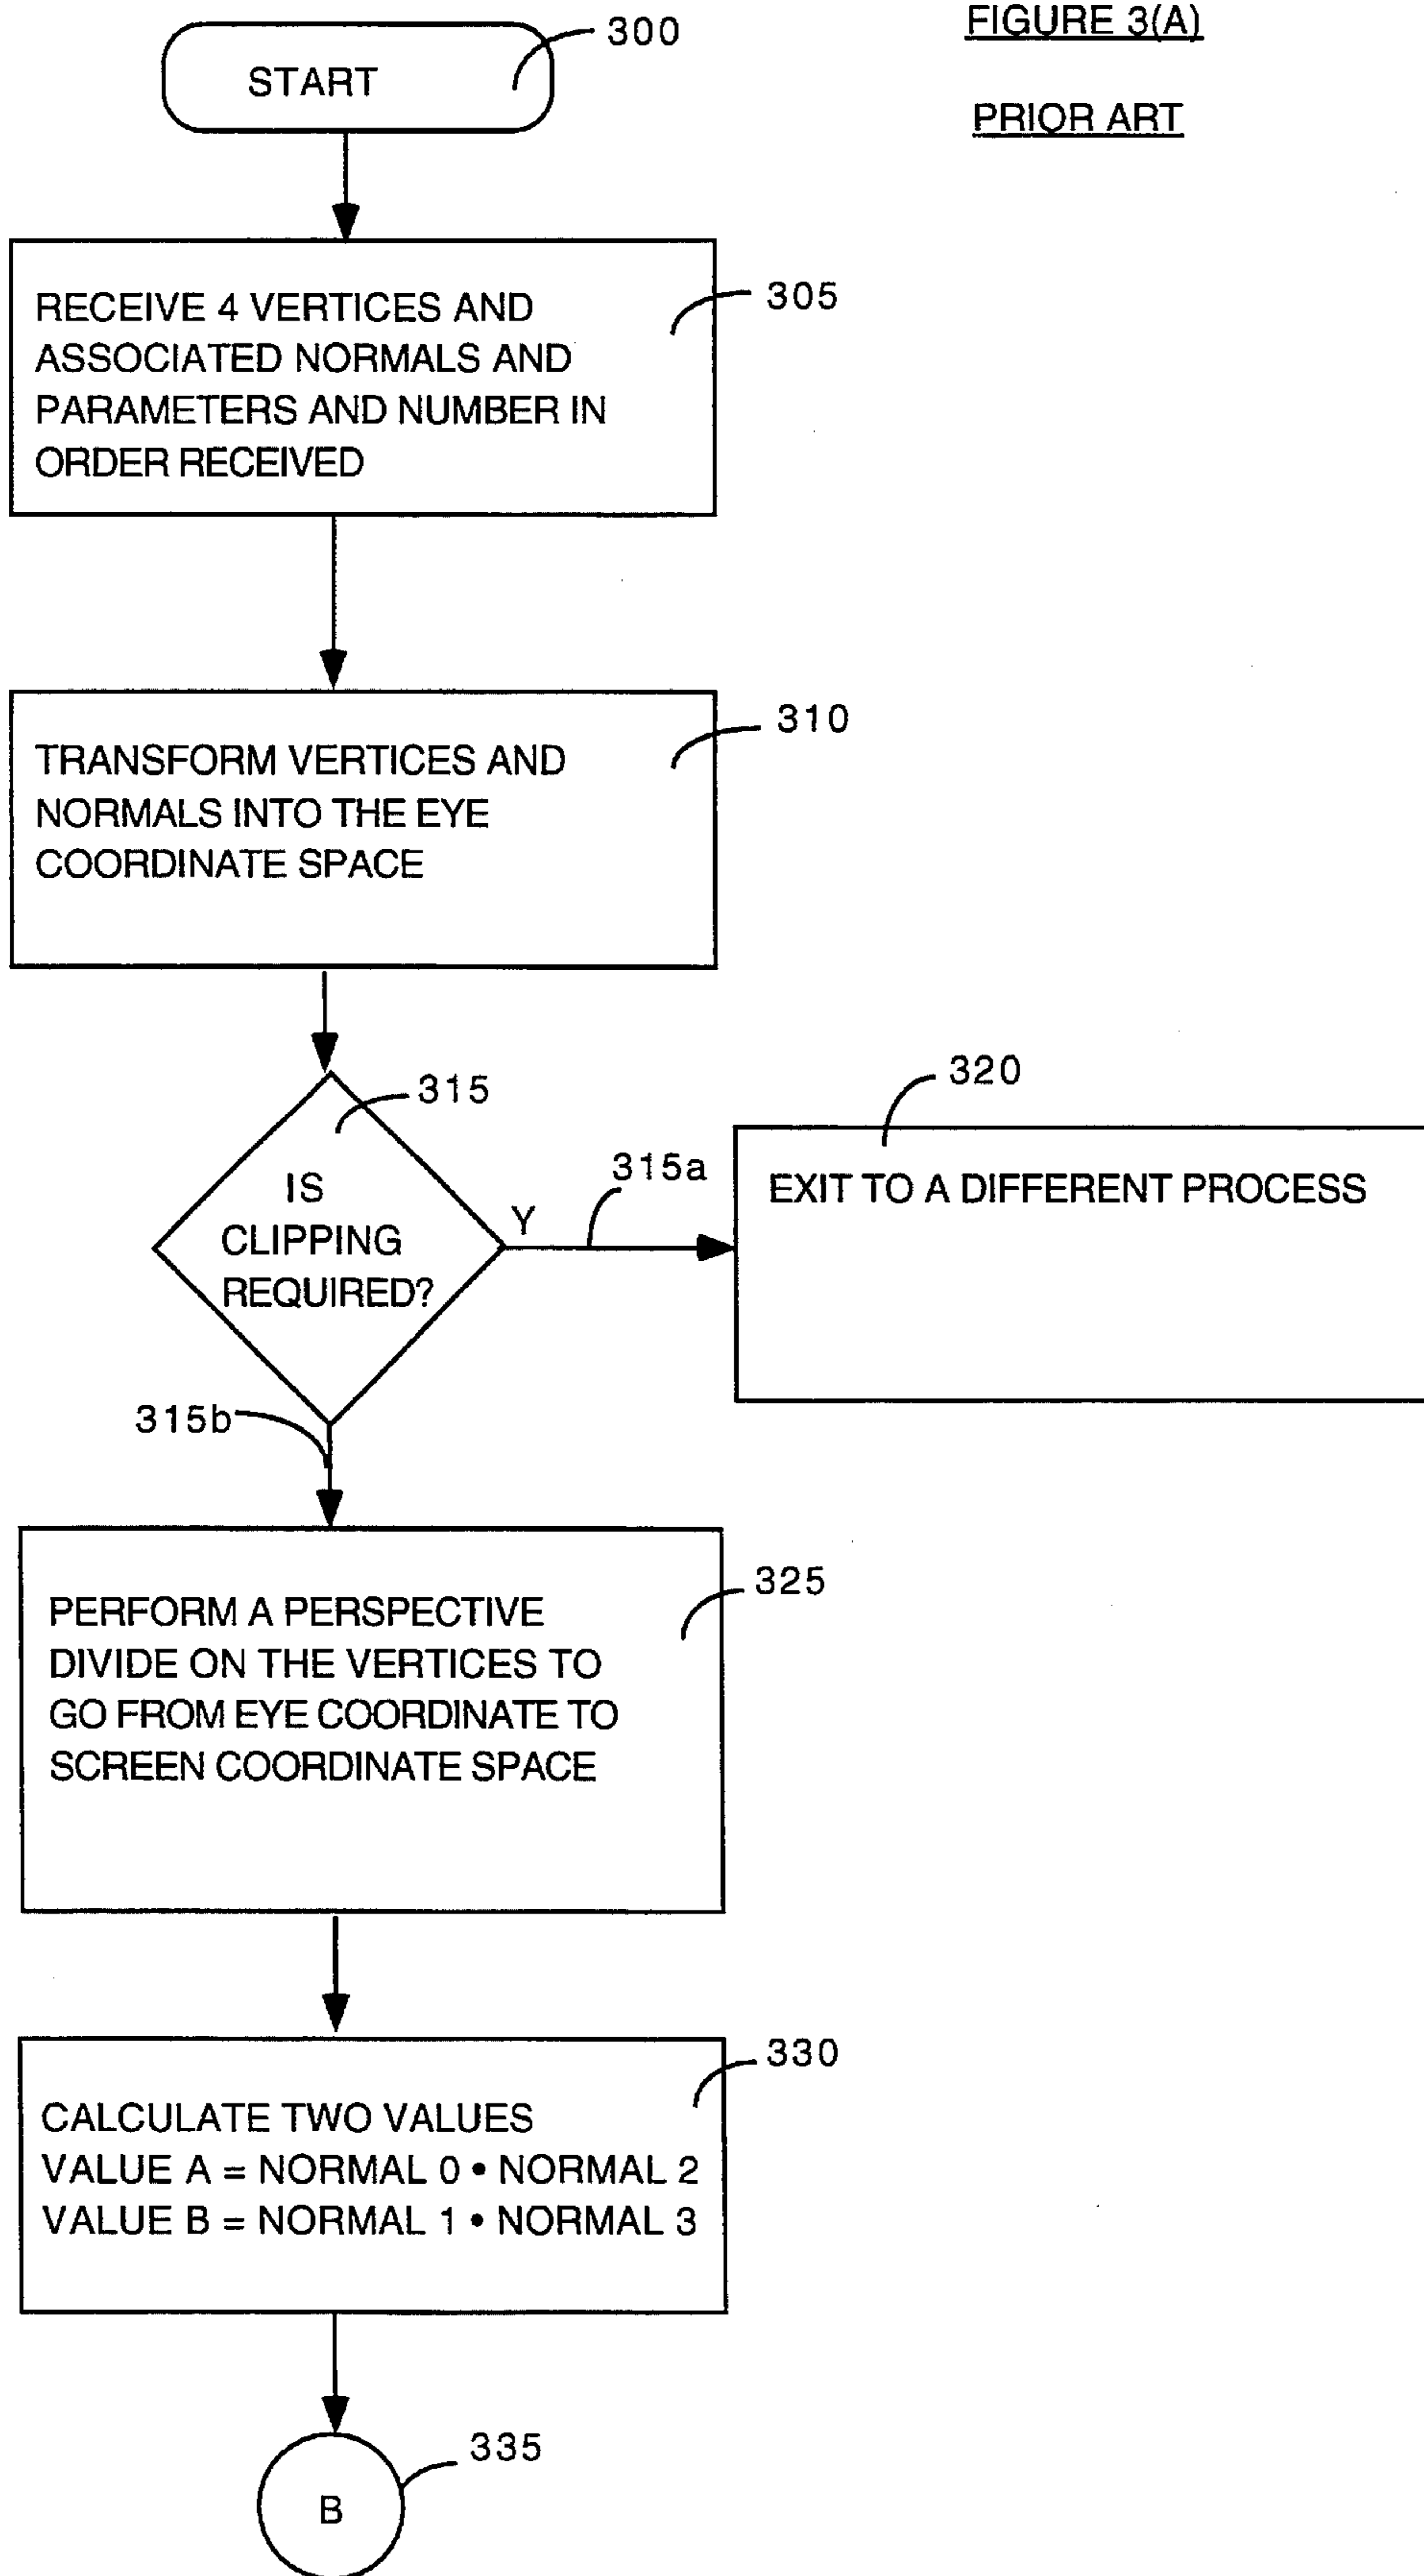 FIGURE 3(A)
PRIOR ART
300
START
305
RECEIVE 4 VERTICES AND
ASSOCIATED NORMALS AND
PARAMETERS AND NUMBER IN
ORDER RECEIVED
310
TRANSFORM VERTICES AND
NORMALS INTO THE EYE
COORDINATE SPACE
315
IS
CLIPPING
REQUIRED?
Y
315a
320
EXIT TO A DIFFERENT PROCESS
315b
325
PERFORM A PERSPECTIVE
DIVIDE ON THE VERTICES TO
GO FROM EYE COORDINATE TO
SCREEN COORDINATE SPACE
330
CALCULATE TWO VALUES
VALUE A = NORMAL 0 • NORMAL 2
VALUE B = NORMAL 1 • NORMAL 3
335
B